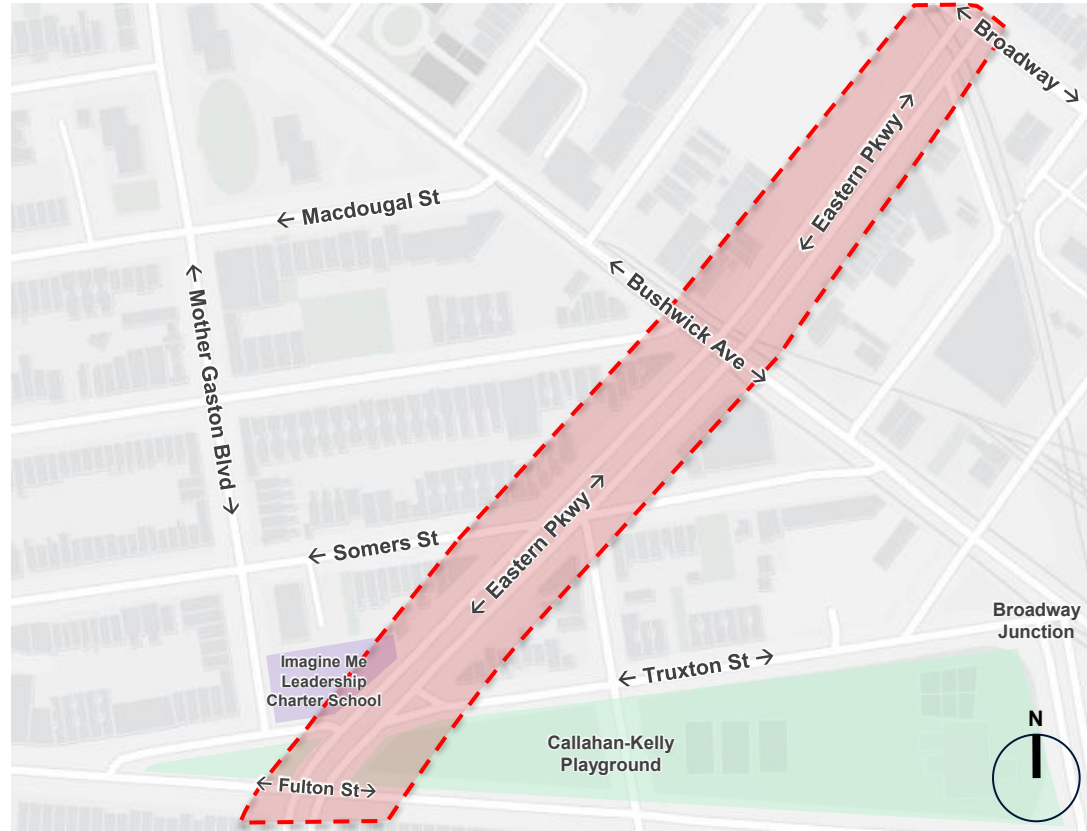 ← Broadway →
← Eastern Pkwy →
← Macdougal St
← Bushwick Ave →
← Mother Gaston Blvd →
← Eastern Pkwy →
← Somers St
Broadway
Junction
Imagine Me
Leadership
Charter School
← Truxton St →
Callahan-Kelly
Playground
← Fulton St→
N